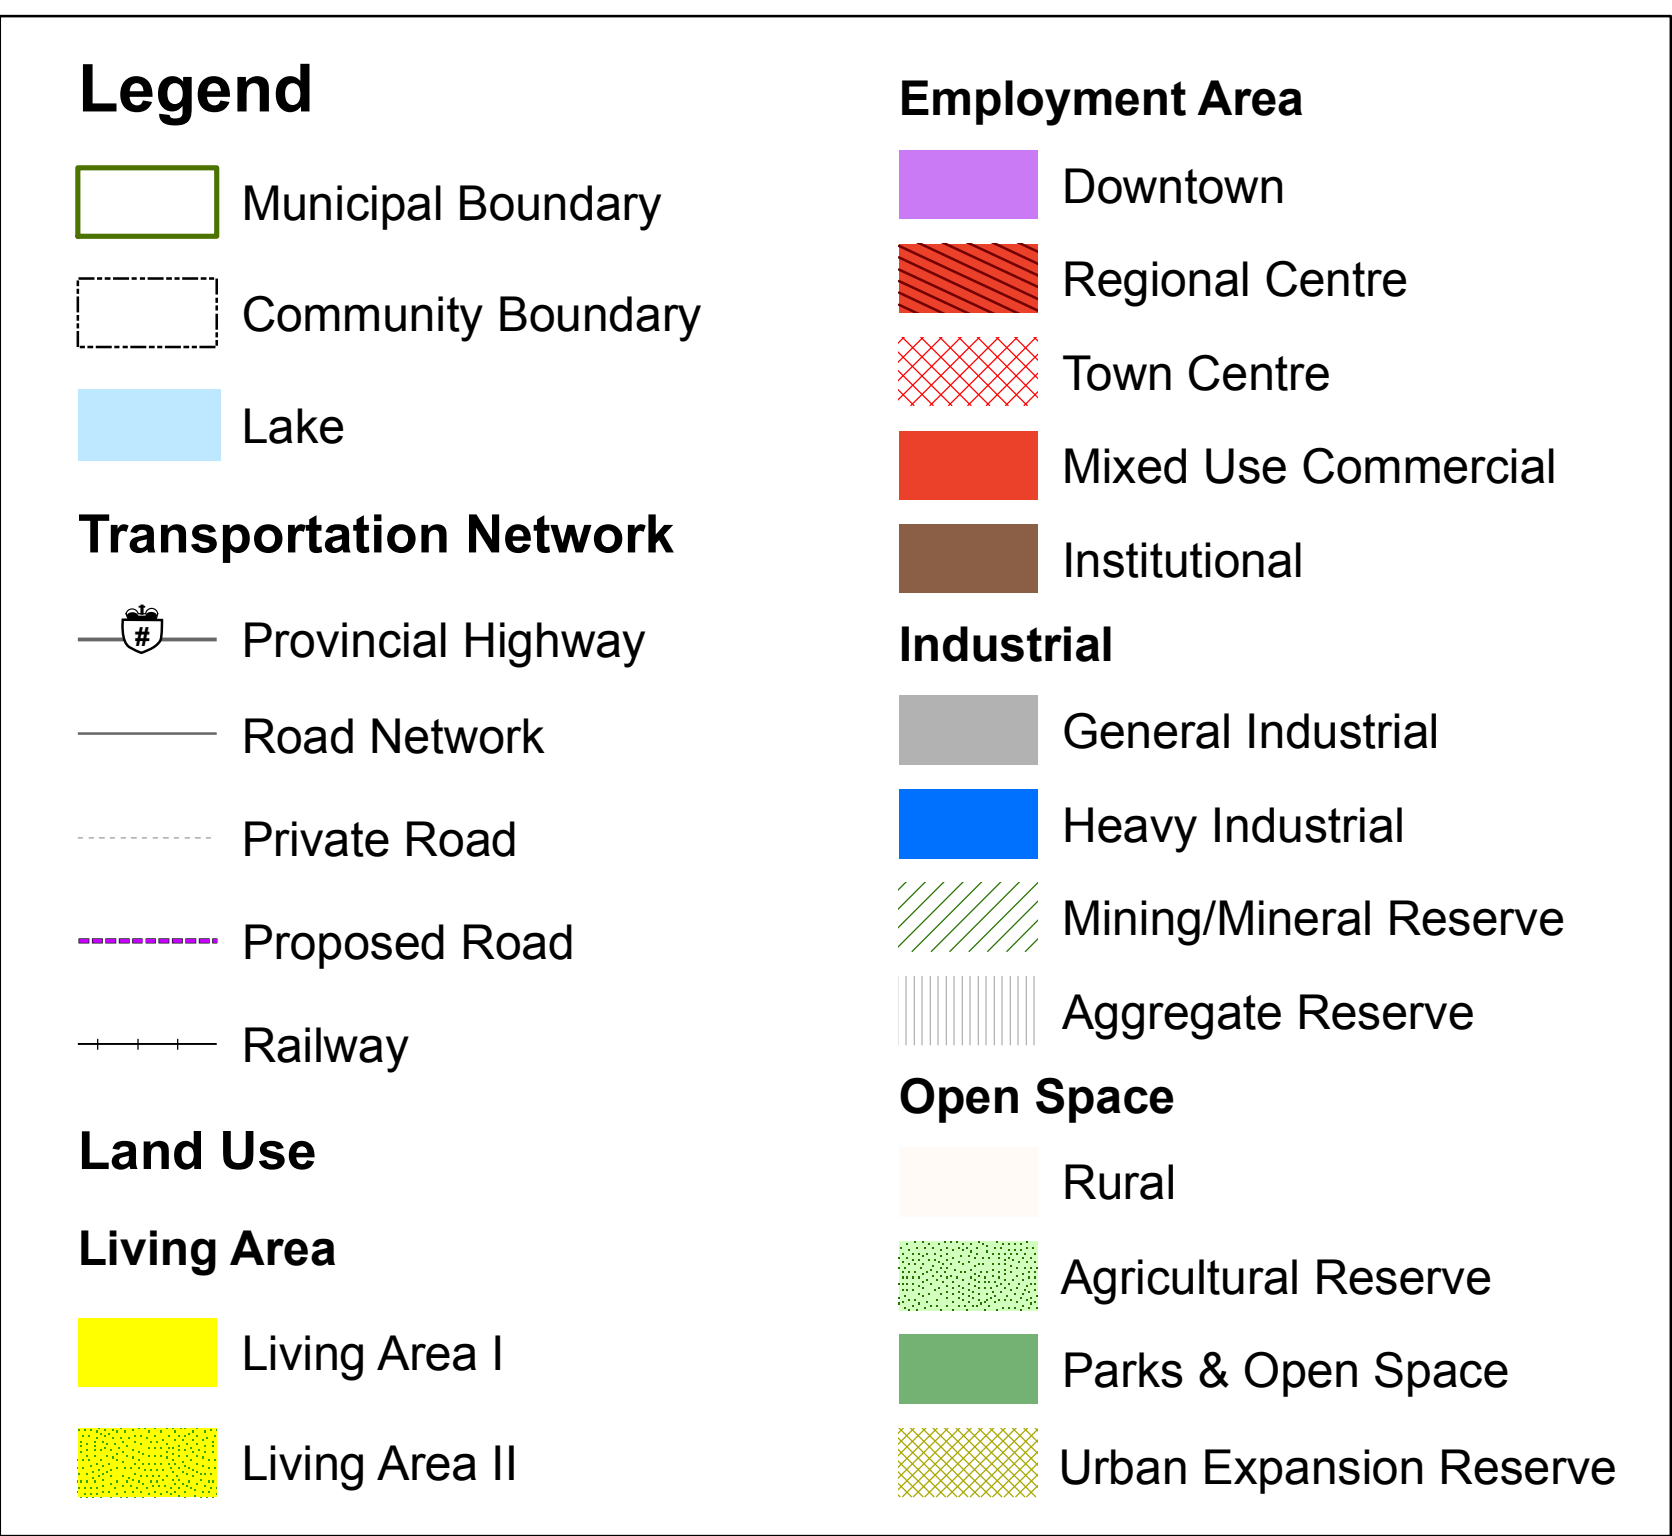 Legend
Municipal Boundary
Community Boundary
Lake
Transportation Network
#
Provincial Highway
Road Network
Private Road
Proposed Road
Railway
Land Use
Living Area
Living Area I
Living Area II
Employment Area
Downtown
Regional Centre
Town Centre
Mixed Use Commercial
Institutional
Industrial
General Industrial
Heavy Industrial
Mining/Mineral Reserve
Aggregate Reserve
Open Space
Rural
Agricultural Reserve
Parks & Open Space
Urban Expansion Reserve